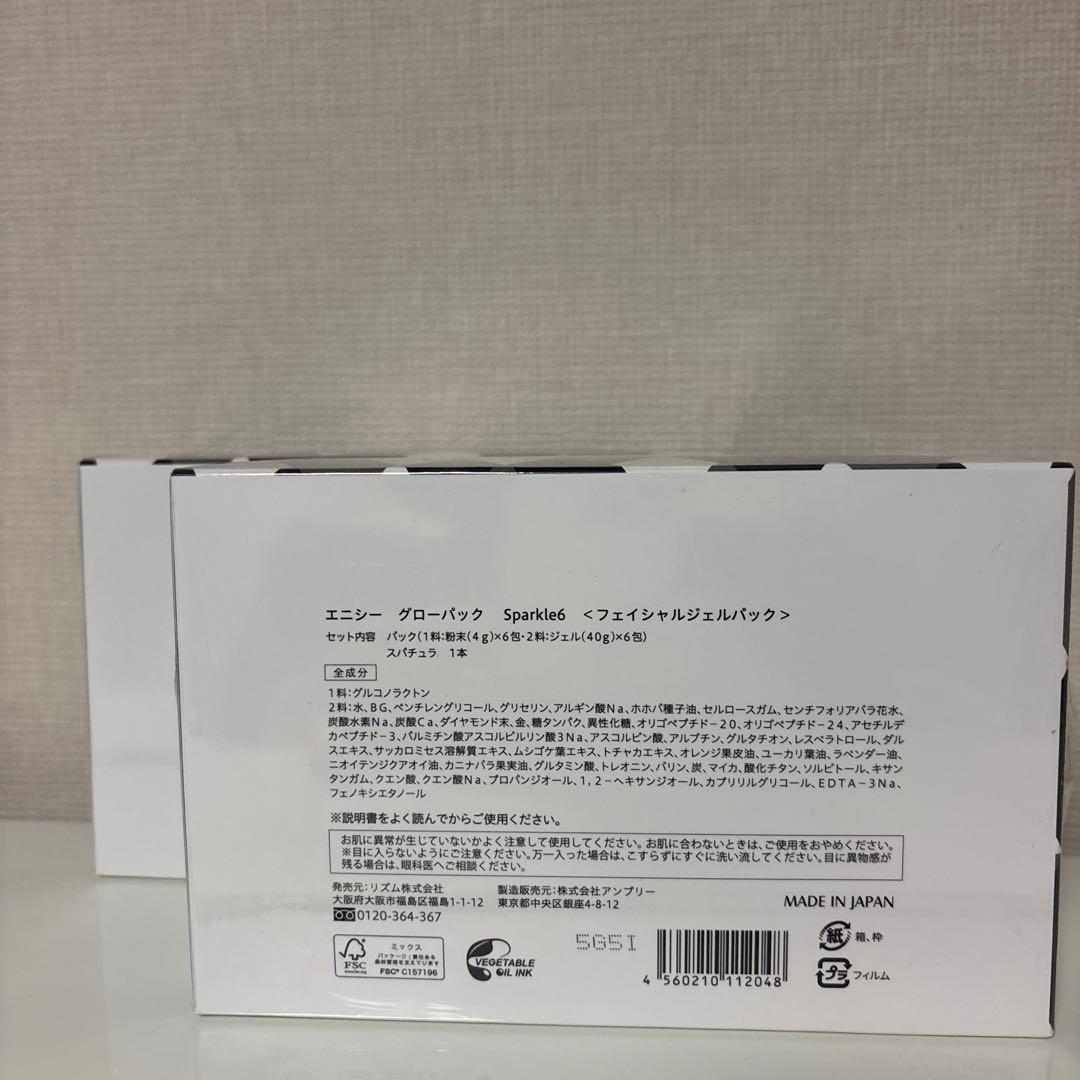 エニシー グローパック Sparkle6 <フェイシャルジェルパック>
セット内容 パック(1料:粉末(4g)×6包・2料:ジェル(40g)×6包)
スパチュラ 1本
全成分
1料:グルコノラクトン
2料:水、BG、ペンチレングリコール、グリセリン、アルギン酸Na、ホホバ種子油、セルロースガム、センチフォリアバラ花水、
炭酸水素Na、炭酸Ca、ダイヤモンド末、金、糖タンパク、異性化糖、オリゴペプチド-20、オリゴペプチド-24、アセチルデ
カペプチド-3、パルミチン酸アスコルビルリン酸3Na、アスコルビン酸、アルブチン、グルタチオン、レスベラトロール、ダル
スエキス、サッカロミセス溶解質エキス、ムシゴケ葉エキス、トチャカエキス、オレンジ果皮油、ユーカリ葉油、ラベンダー油、
ニオイテンジクアオイ油、カニナバラ果実油、グルタミン酸、トレオニン、バリン、炭、マイカ、酸化チタン、ソルビトール、キサン
タンガム、クエン酸、クエン酸Na、プロパンジオール、1,2-ヘキサンジオール、カプリリルグリコール、EDTA-3Na、
フェノキシエタノール
※説明書をよく読んでからご使用ください。
お肌に異常が生じていないかよく注意して使用してください。お肌に合わないときは、ご使用をおやめください。
※目に入らないようにご注意ください。万一入った場合は、こすらずにすぐに洗い流してください。目に異物感が
残る場合は、眼科医へご相談ください。
発売元:リズム株式会社 製造販売元:株式会社アンプリー
大阪府大阪市福島区福島1-1-12 東京都中央区銀座4-8-12
0120-364-367
MADE IN JAPAN
FSC
www.fsc.org
ミックス
パッケージ|責任ある
森林管理を支えています
FSC® C157196
VEGETABLE
OIL INK
5G5I
4 560210 112048
紙 箱、枠
プラ フィルム